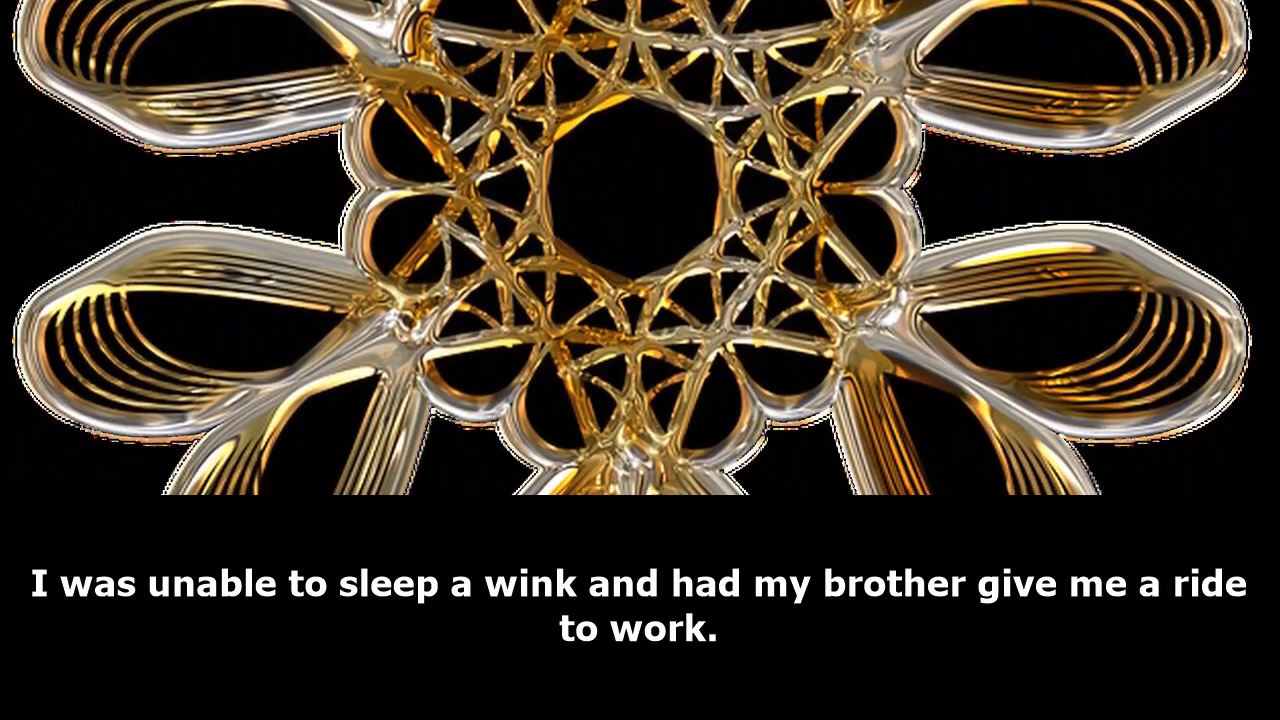 I was unable to sleep a wink and had my brother give me a ride
to work.